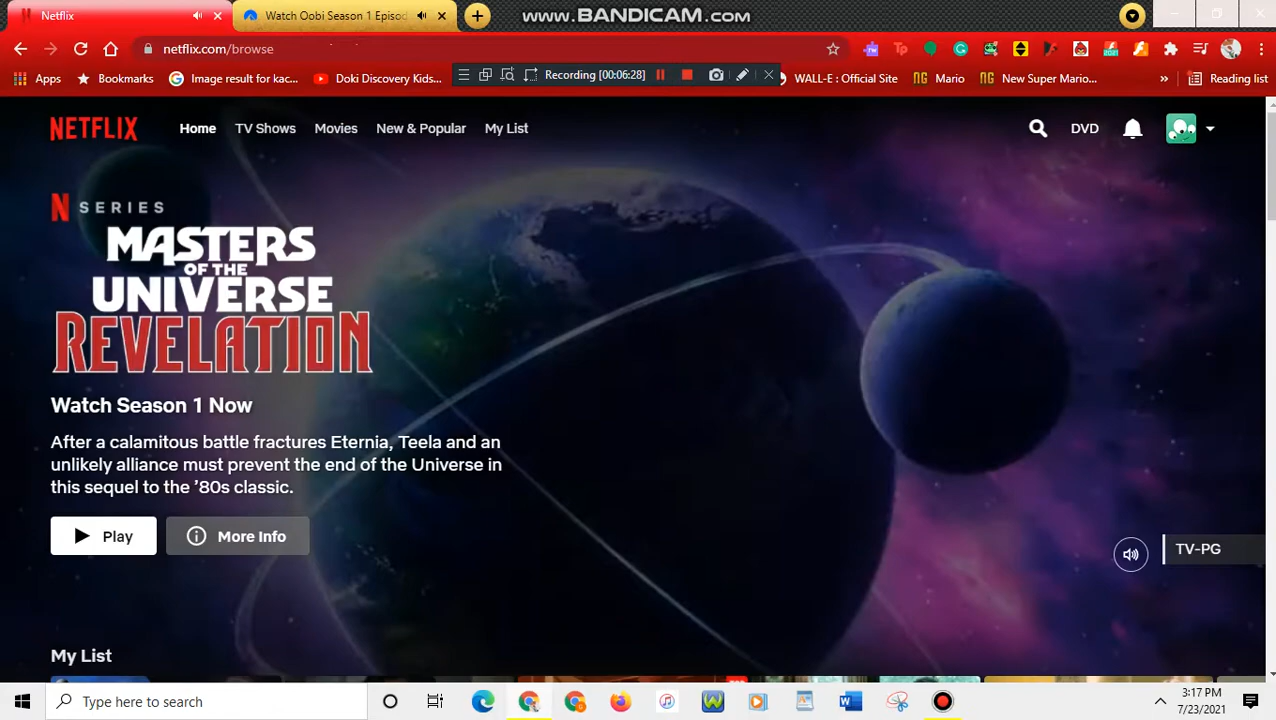 Netflix
Watch Oobi Season 1 Episod
www.BANDICAM.com
netflix.com/browse
Apps
Bookmarks
Image result for kac...
Doki Discovery Kids...
Recording [00:06:28]
WALL-E : Official Site
NG Mario
NG New Super Mario...
»
Reading list
NETFLIX
Home
TV Shows
Movies
New & Popular
My List
DVD
N SERIES
MASTERS
OF THE
UNIVERSE
REVELATION
Watch Season 1 Now
After a calamitous battle fractures Eternia, Teela and an
unlikely alliance must prevent the end of the Universe in
this sequel to the ’80s classic.
Play
More Info
TV-PG
My List
Type here to search
3:17 PM
7/23/2021